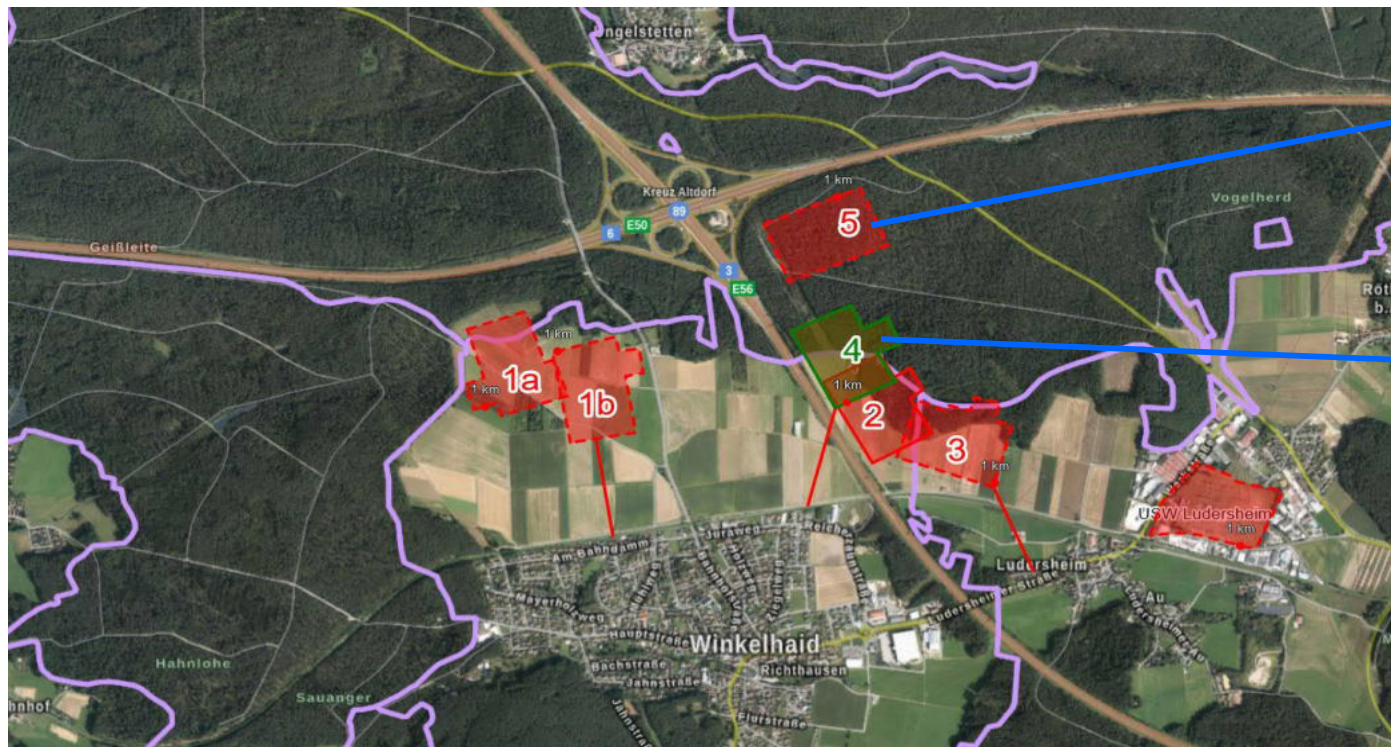 ngelstetten
1 km
Kreuz Altdorf
Vogelherd
5
89
E50
6
Geißleite
3
E56
Röt
b.
1 km
4
1a
1 km
1 km
1b
2
3
1 km
USW Ludersheim
1 km
Juraweg
Am Bahndamm
Ludersheim
Ludersheimer Straße
Au
Mayerhofweg
Hauptstraße
Winkelhaid
Bachstraße
Richthausen
Hahnlohe
Jahnstraße
Sauanger
hnhof
Flurstraße